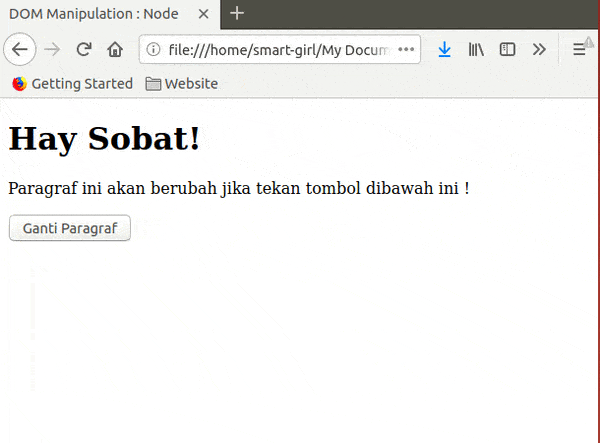 DOM Manipulation : Node
file:///home/smart-girl/My Docum
Getting Started Website
Hay Sobat!
Paragraf ini akan berubah jika tekan tombol dibawah ini !
Ganti Paragraf